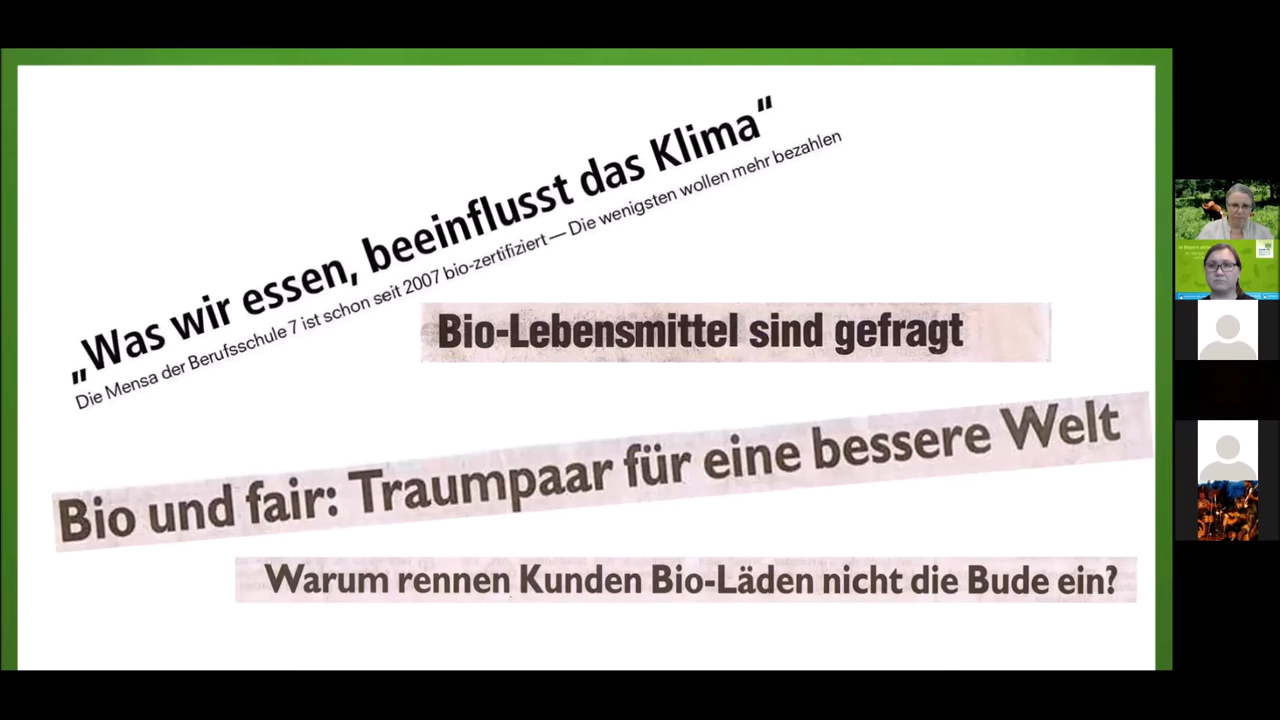 „Was wir essen, beeinflusst das Klima“
Die Mensa der Berufsschule 7 ist schon seit 2007 bio-zertifiziert — Die wenigsten wollen mehr bezahlen
Bio-Lebensmittel sind gefragt
Bio und fair: Traumpaar für eine bessere Welt
Warum rennen Kunden Bio-Läden nicht die Bude ein?